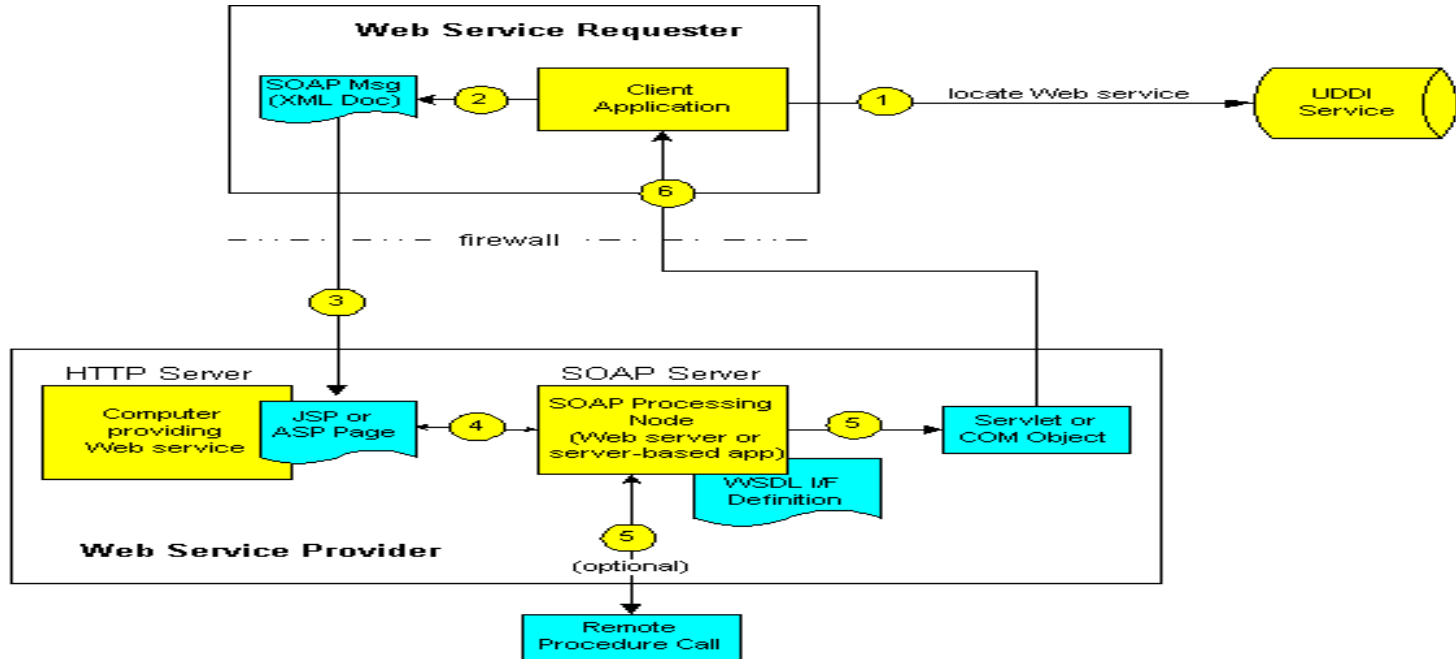 Web Service Requester
SOAP Msg
(XML Doc)
2
Client
Application
1
locate Web service
UDDI
Service
6
firewall
3
HTTP Server
Computer
providing
Web service
JSP or
ASP Page
4
SOAP Server
SOAP Processing
Node
(Web server or
server-based app)
5
Servlet or
COM Object
WSDL I/F
Definition
5
(optional)
Web Service Provider
Remote
Procedure Call